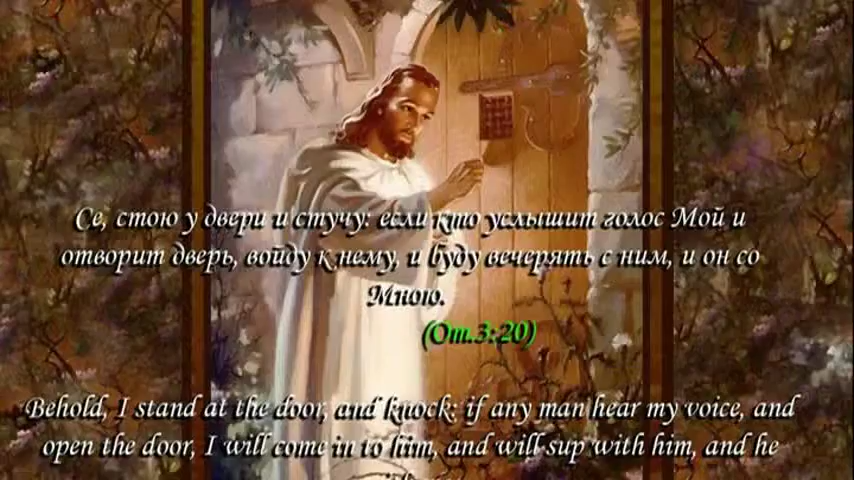 Се, стою у двери и стучу: если кто услышит голос Мой и
отворит дверь, войду к нему, и буду вечерять с ним, и он со
Мною.
(От.3:20)
Behold, I stand at the door, and knock: if any man hear my voice, and
open the door, I will come in to him, and will sup with him, and he